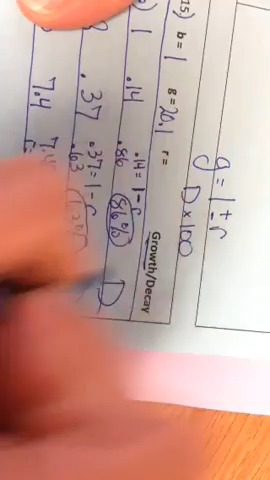 g = 1 ± r
D × 100
15) b = 1 g = 20.1 r =
Growth/Decay
1 .14 .14 = 1 - r
.86 86% D
.37 .37 = 1 - r
.63
7.4